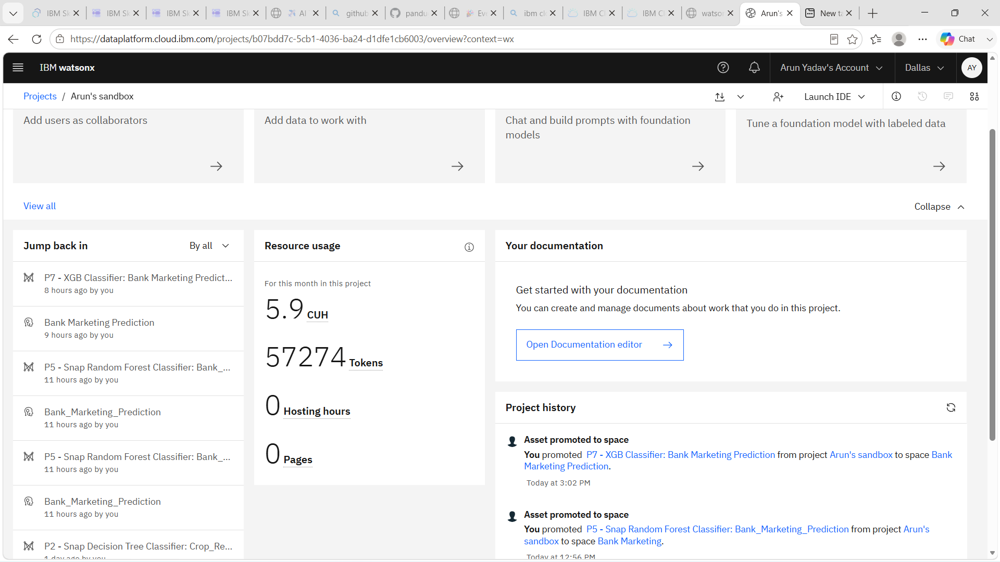 IBM Sk
IBM Sk
IBM Sk
IBM Sk
AI
github
pandu
Eve
ibm cl
IBM Cl
IBM Cl
watso
Arun's
New ta
https://dataplatform.cloud.ibm.com/projects/b07bdd7c-5cb1-4036-ba24-d1dfe1cb6003/overview?context=wx
Chat
IBM watsonx
Arun Yadav's Account
Dallas
AY
Projects / Arun's sandbox
Launch IDE
Add users as collaborators
Add data to work with
Chat and build prompts with foundation
models
Tune a foundation model with labeled data
View all
Collapse
Jump back in
By all
P7 - XGB Classifier: Bank Marketing Predict...
8 hours ago by you
Bank Marketing Prediction
9 hours ago by you
P5 - Snap Random Forest Classifier: Bank_...
11 hours ago by you
Bank_Marketing_Prediction
11 hours ago by you
P5 - Snap Random Forest Classifier: Bank_...
11 hours ago by you
Bank_Marketing_Prediction
11 hours ago by you
P2 - Snap Decision Tree Classifier: Crop_Re...
1 day ago by you
Resource usage
For this month in this project
5.9 CUH
57274 Tokens
0 Hosting hours
0 Pages
Your documentation
Get started with your documentation
You can create and manage documents about work that you do in this project.
Open Documentation editor
Project history
Asset promoted to space
You promoted P7 - XGB Classifier: Bank Marketing Prediction from project Arun's sandbox to space Bank
Marketing Prediction.
Today at 3:02 PM
Asset promoted to space
You promoted P5 - Snap Random Forest Classifier: Bank_Marketing_Prediction from project Arun's
sandbox to space Bank Marketing.
Today at 12:56 PM